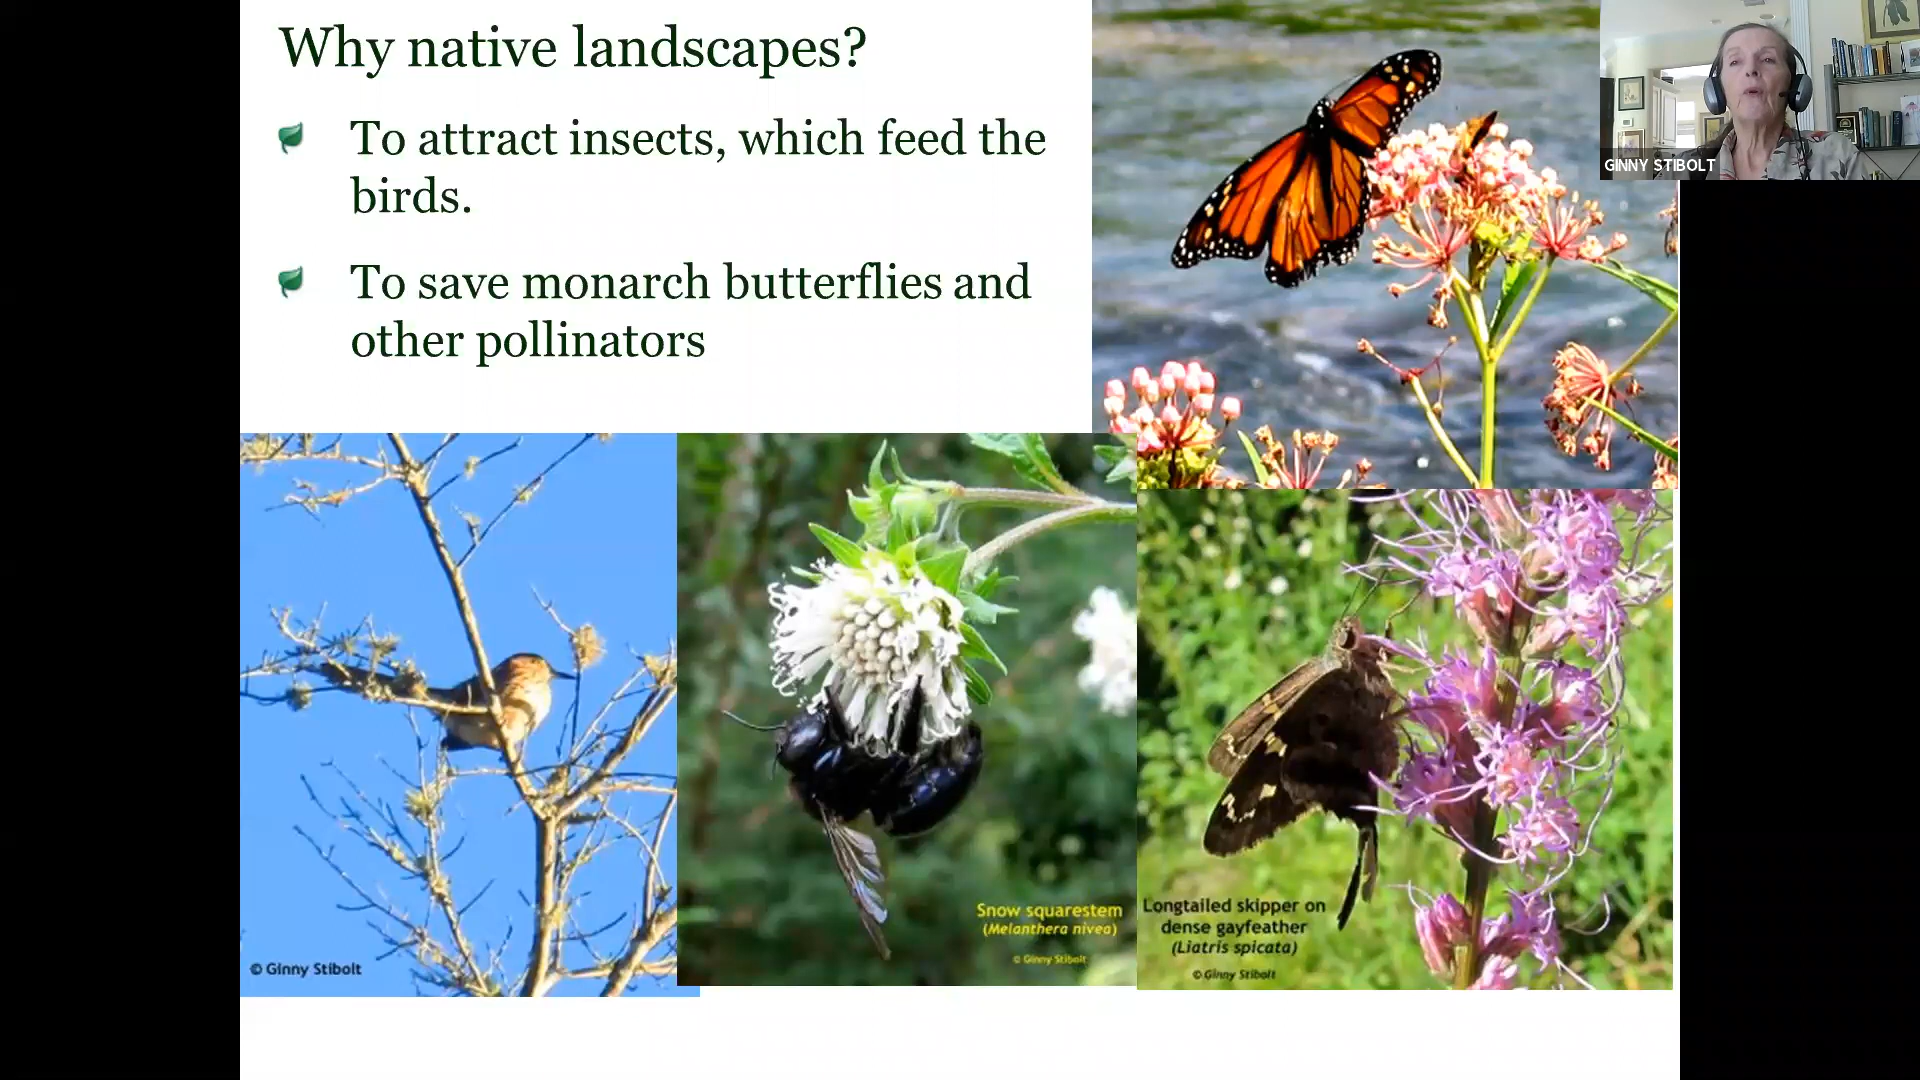 Why native landscapes?
To attract insects, which feed the
birds.
To save monarch butterflies and
other pollinators
GINNY STIBOLT
© Ginny Stibolt
Snow squarestem
(Melanthera nivea)
© Ginny Stibolt
Longtailed skipper on
dense gayfeather
(Liatris spicata)
© Ginny Stibolt